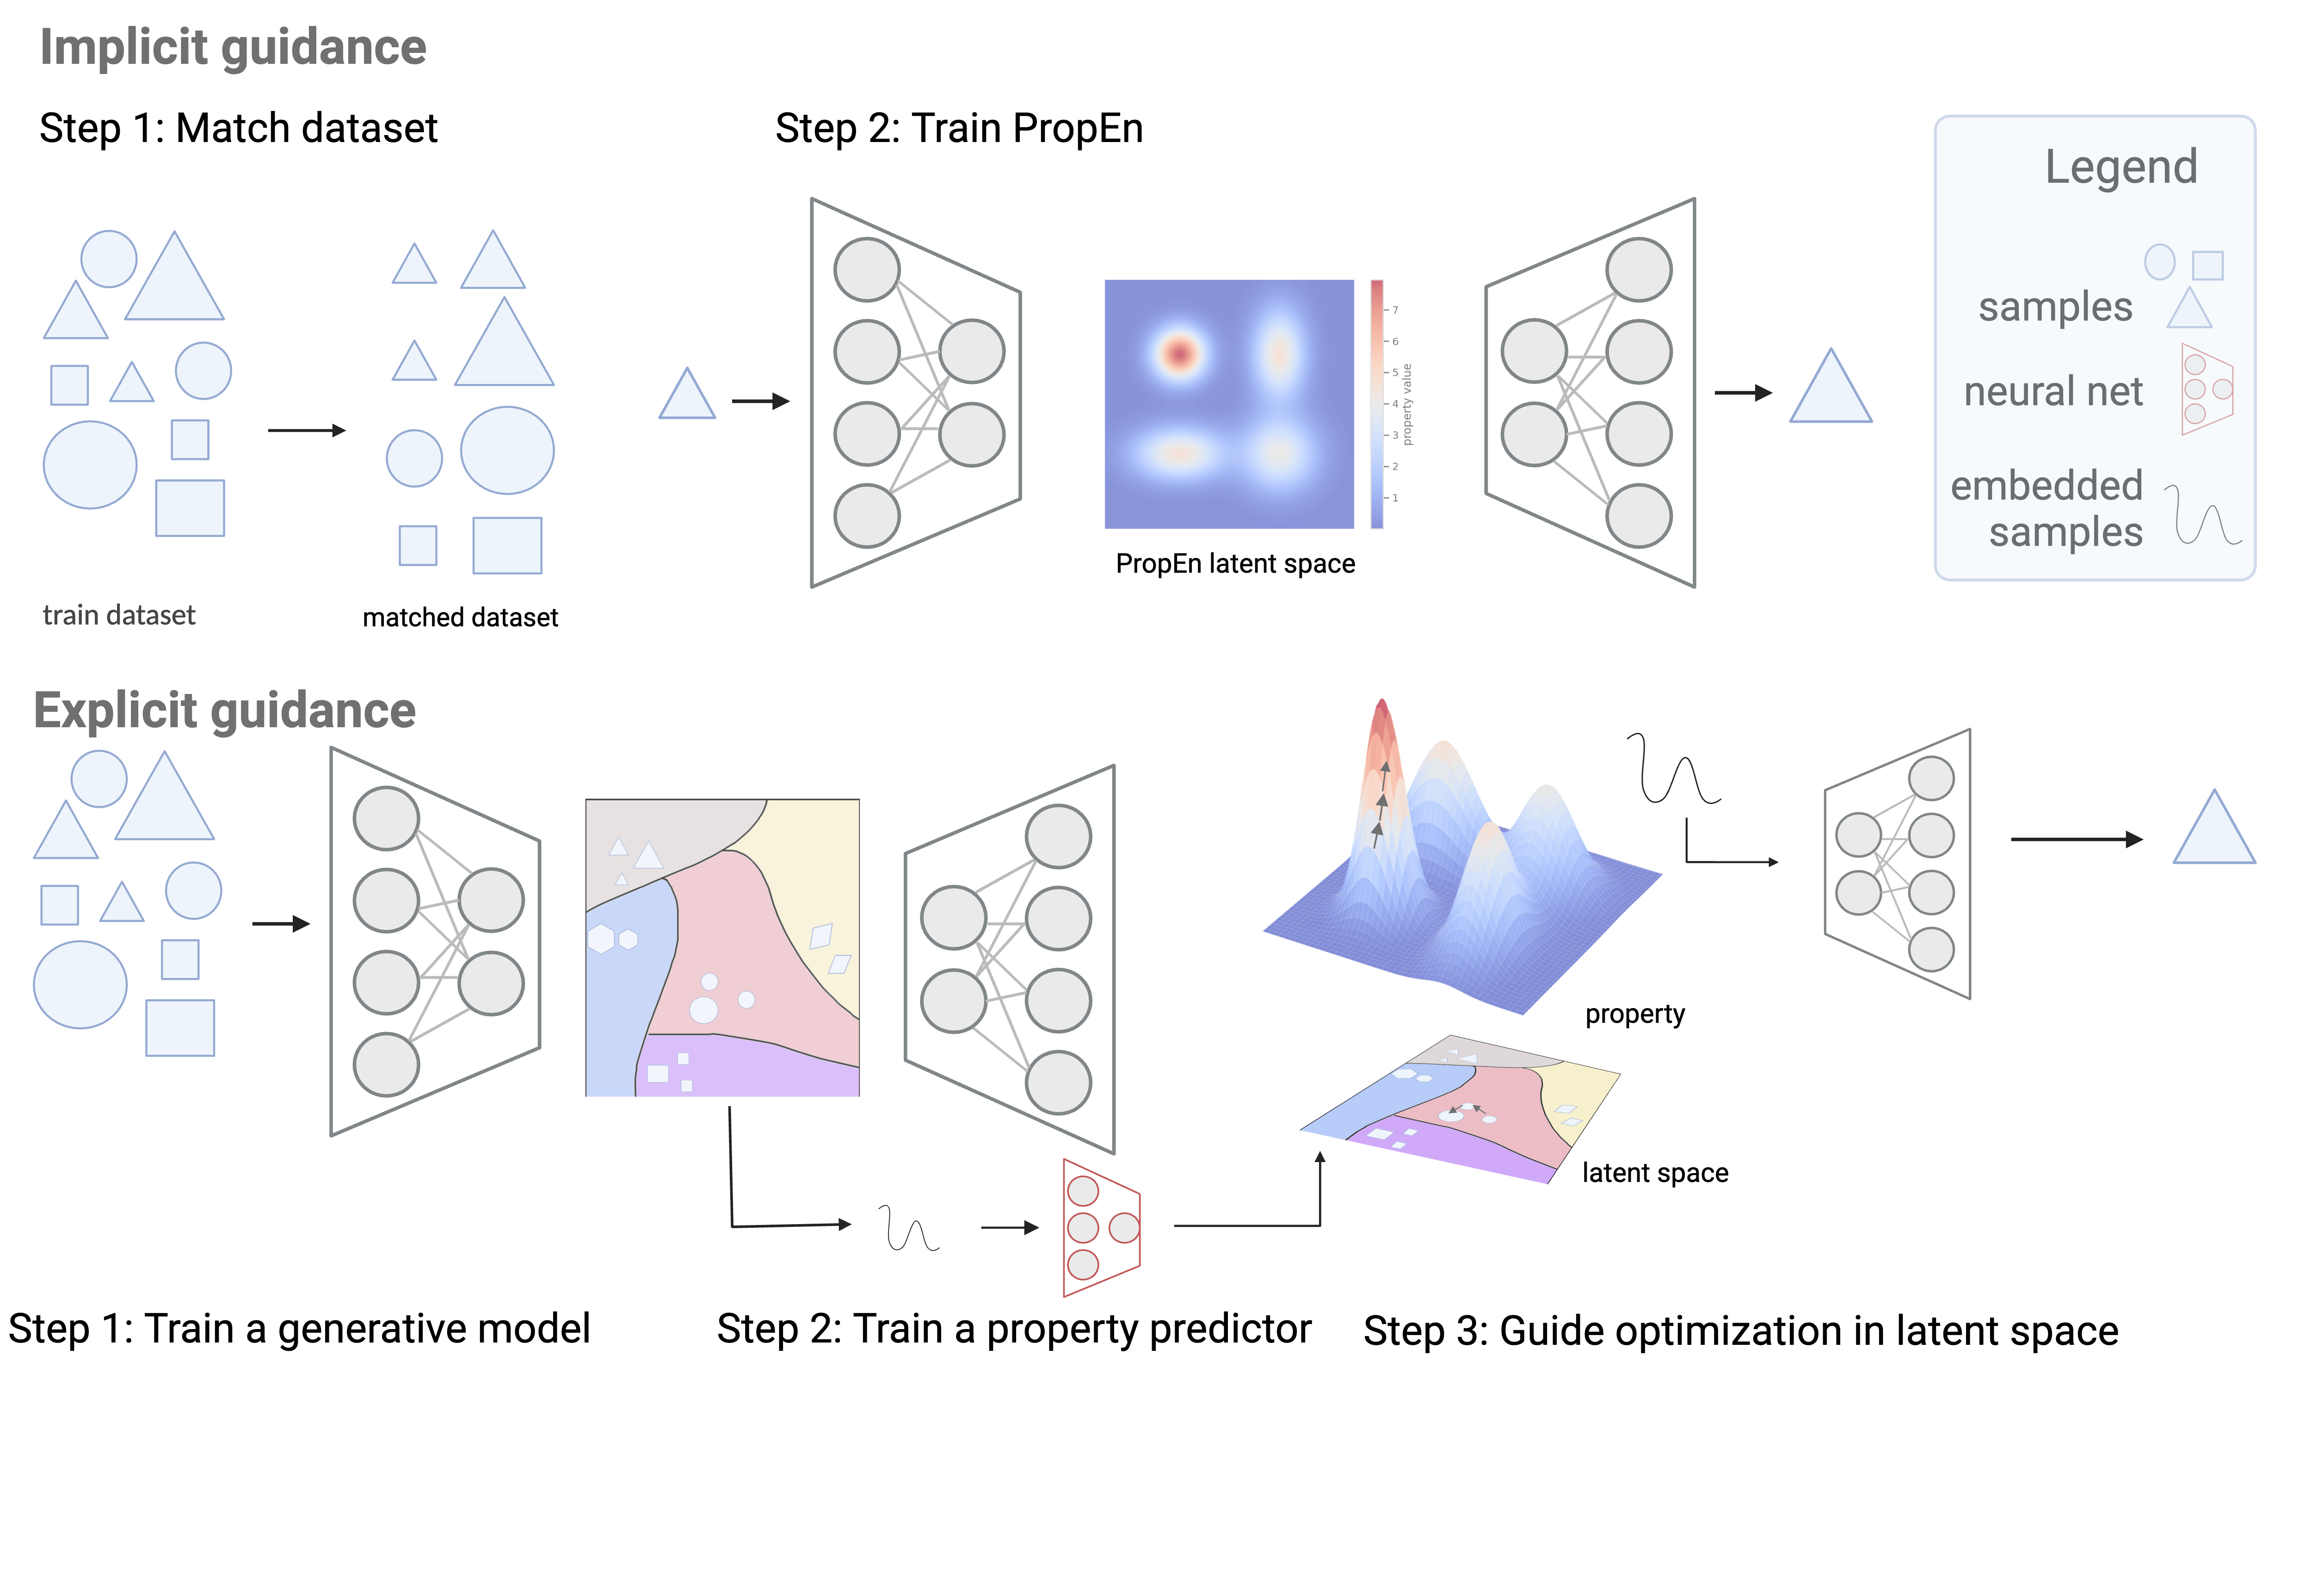 Implicit guidance
Step 1: Match dataset
Step 2: Train PropEn
Legend
samples
neural net
embedded
samples
7
6
5
4
3
2
1
property value
PropEn latent space
train dataset
matched dataset
Explicit guidance
property
latent space
Step 1: Train a generative model
Step 2: Train a property predictor
Step 3: Guide optimization in latent space